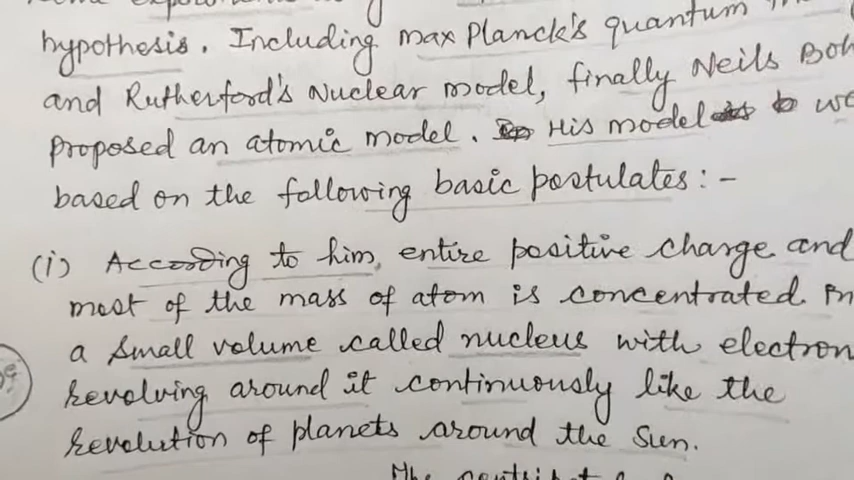 hypothesis. Including max Planck's quantum
and Rutherford's Nuclear model, finally Neils Boh
proposed an atomic model. His model
based on the following basic postulates :-
(i) According to him, entire positive charge and
most of the mass of atom is concentrated in
a small volume called nucleus with electron
revolving around it continuously like the
revolution of planets around the Sun.